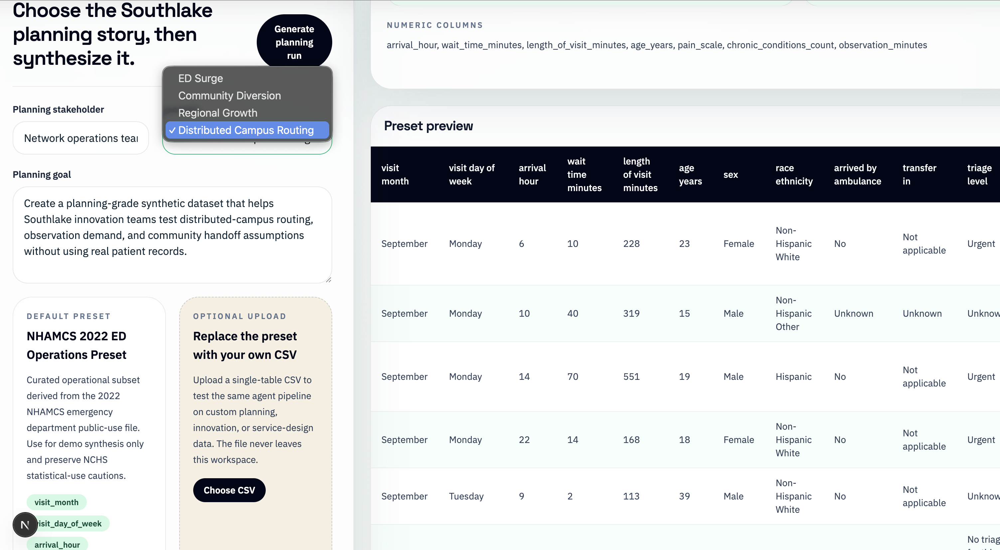 Choose the Southlake
planning story, then
synthesize it.
Generate
planning
run
ED Surge
Community Diversion
Regional Growth
✓ Distributed Campus Routing
Planning stakeholder
Network operations tear
Planning goal
Create a planning-grade synthetic dataset that helps
Southlake innovation teams test distributed-campus routing,
observation demand, and community handoff assumptions
without using real patient records.
DEFAULT PRESET
NHAMCS 2022 ED
Operations Preset
Curated operational subset
derived from the 2022
NHAMCS emergency
department public-use file.
Use for demo synthesis only
and preserve NCHS
statistical-use cautions.
visit_month
visit_day_of_week
arrival_hour
N
OPTIONAL UPLOAD
Replace the preset
with your own CSV
Upload a single-table CSV to
test the same agent pipeline
on custom planning,
innovation, or service-design
data. The file never leaves
this workspace.
Choose CSV
NUMERIC COLUMNS
arrival_hour, wait_time_minutes, length_of_visit_minutes, age_years, pain_scale, chronic_conditions_count, observation_minutes
Preset preview
visit month visit day of week arrival hour wait time minutes length of visit minutes age years sex race ethnicity arrived by ambulance transfer in triage level
September Monday 6 10 228 23 Female Non-Hispanic White No Not applicable Urgent
September Monday 10 40 319 15 Male Non-Hispanic Other Unknown Unknown Unknow
September Monday 14 70 551 19 Male Hispanic No Not applicable Urgent
September Monday 22 14 168 18 Female Non-Hispanic White No Not applicable Urgent
September Tuesday 9 2 113 39 Male Non-Hispanic White No Not applicable Unknow
No triag